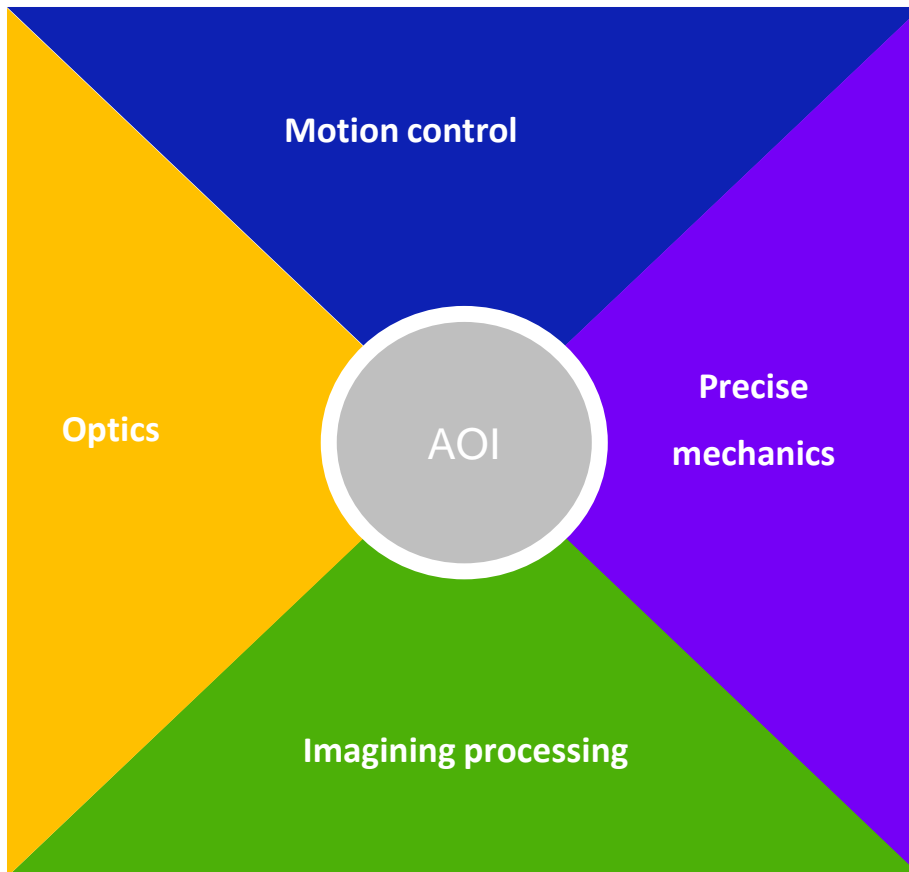 Motion control
Optics
AOI
Precise
mechanics
Imagining processing